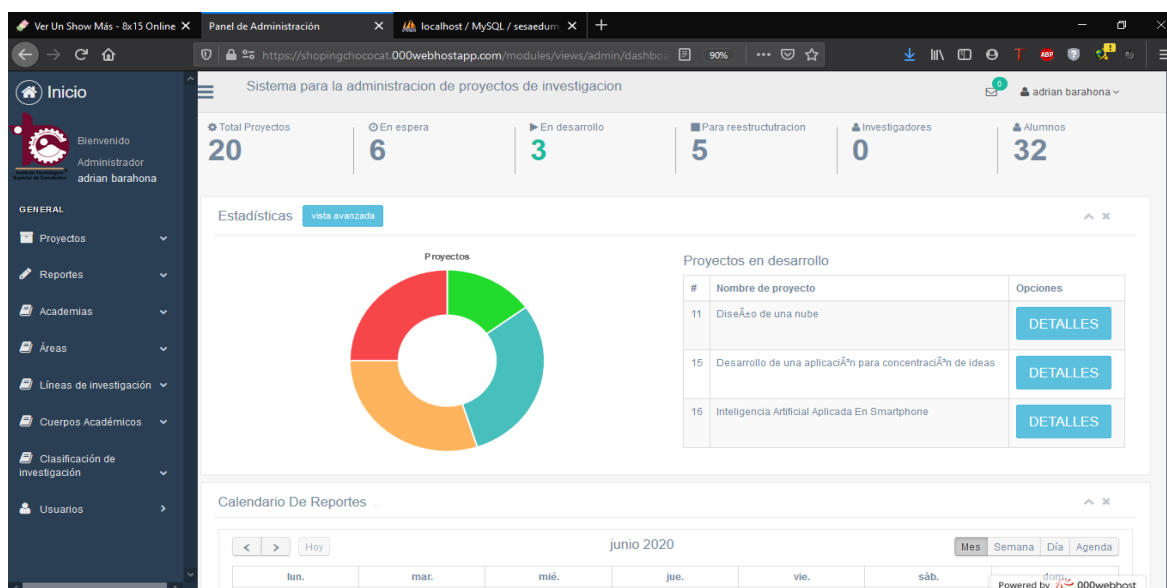 Ver Un Show Más - 8x15 Online
Panel de Administración
localhost / MySQL / sesaedum
https://shopingchococat.000webhostapp.com/modules/views/admin/dashboa
90%
Inicio
Sistema para la administracion de proyectos de investigacion
0
adrian barahona
Bienvenido
Administrador
adrian barahona
Total Proyectos
20
En espera
6
En desarrollo
3
Para reestructutracion
5
Investigadores
0
Alumnos
32
GENERAL
Proyectos
Reportes
Academias
Áreas
Líneas de investigación
Cuerpos Académicos
Clasificación de
investigación
Usuarios
Estadísticas
vista avanzada
Proyectos
Proyectos en desarrollo
# Nombre de proyecto Opciones
11 DiseÃ±o de una nube DETALLES
15 Desarrollo de una aplicaciÃ³n para concentraciÃ³n de ideas DETALLES
16 Inteligencia Artificial Aplicada En Smartphone DETALLES
Calendario De Reportes
Hoy
junio 2020
Mes Semana Día Agenda
lun. mar. mié. jue. vie. sáb. dom.
Powered by 000webhost